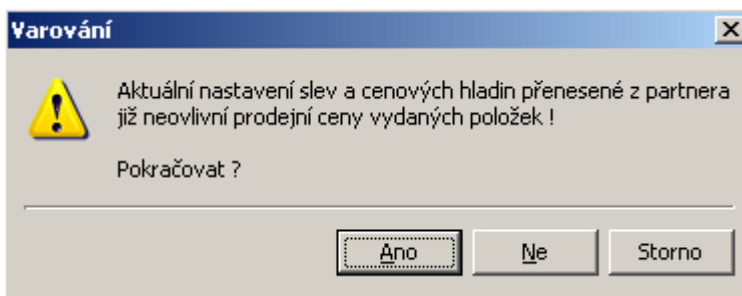 Varování
Aktuální nastavení slev a cenových hladin přenesené z partnera
již neovlivní prodejní ceny vydaných položek !
Pokračovat ?
Ano
Ne
Storno